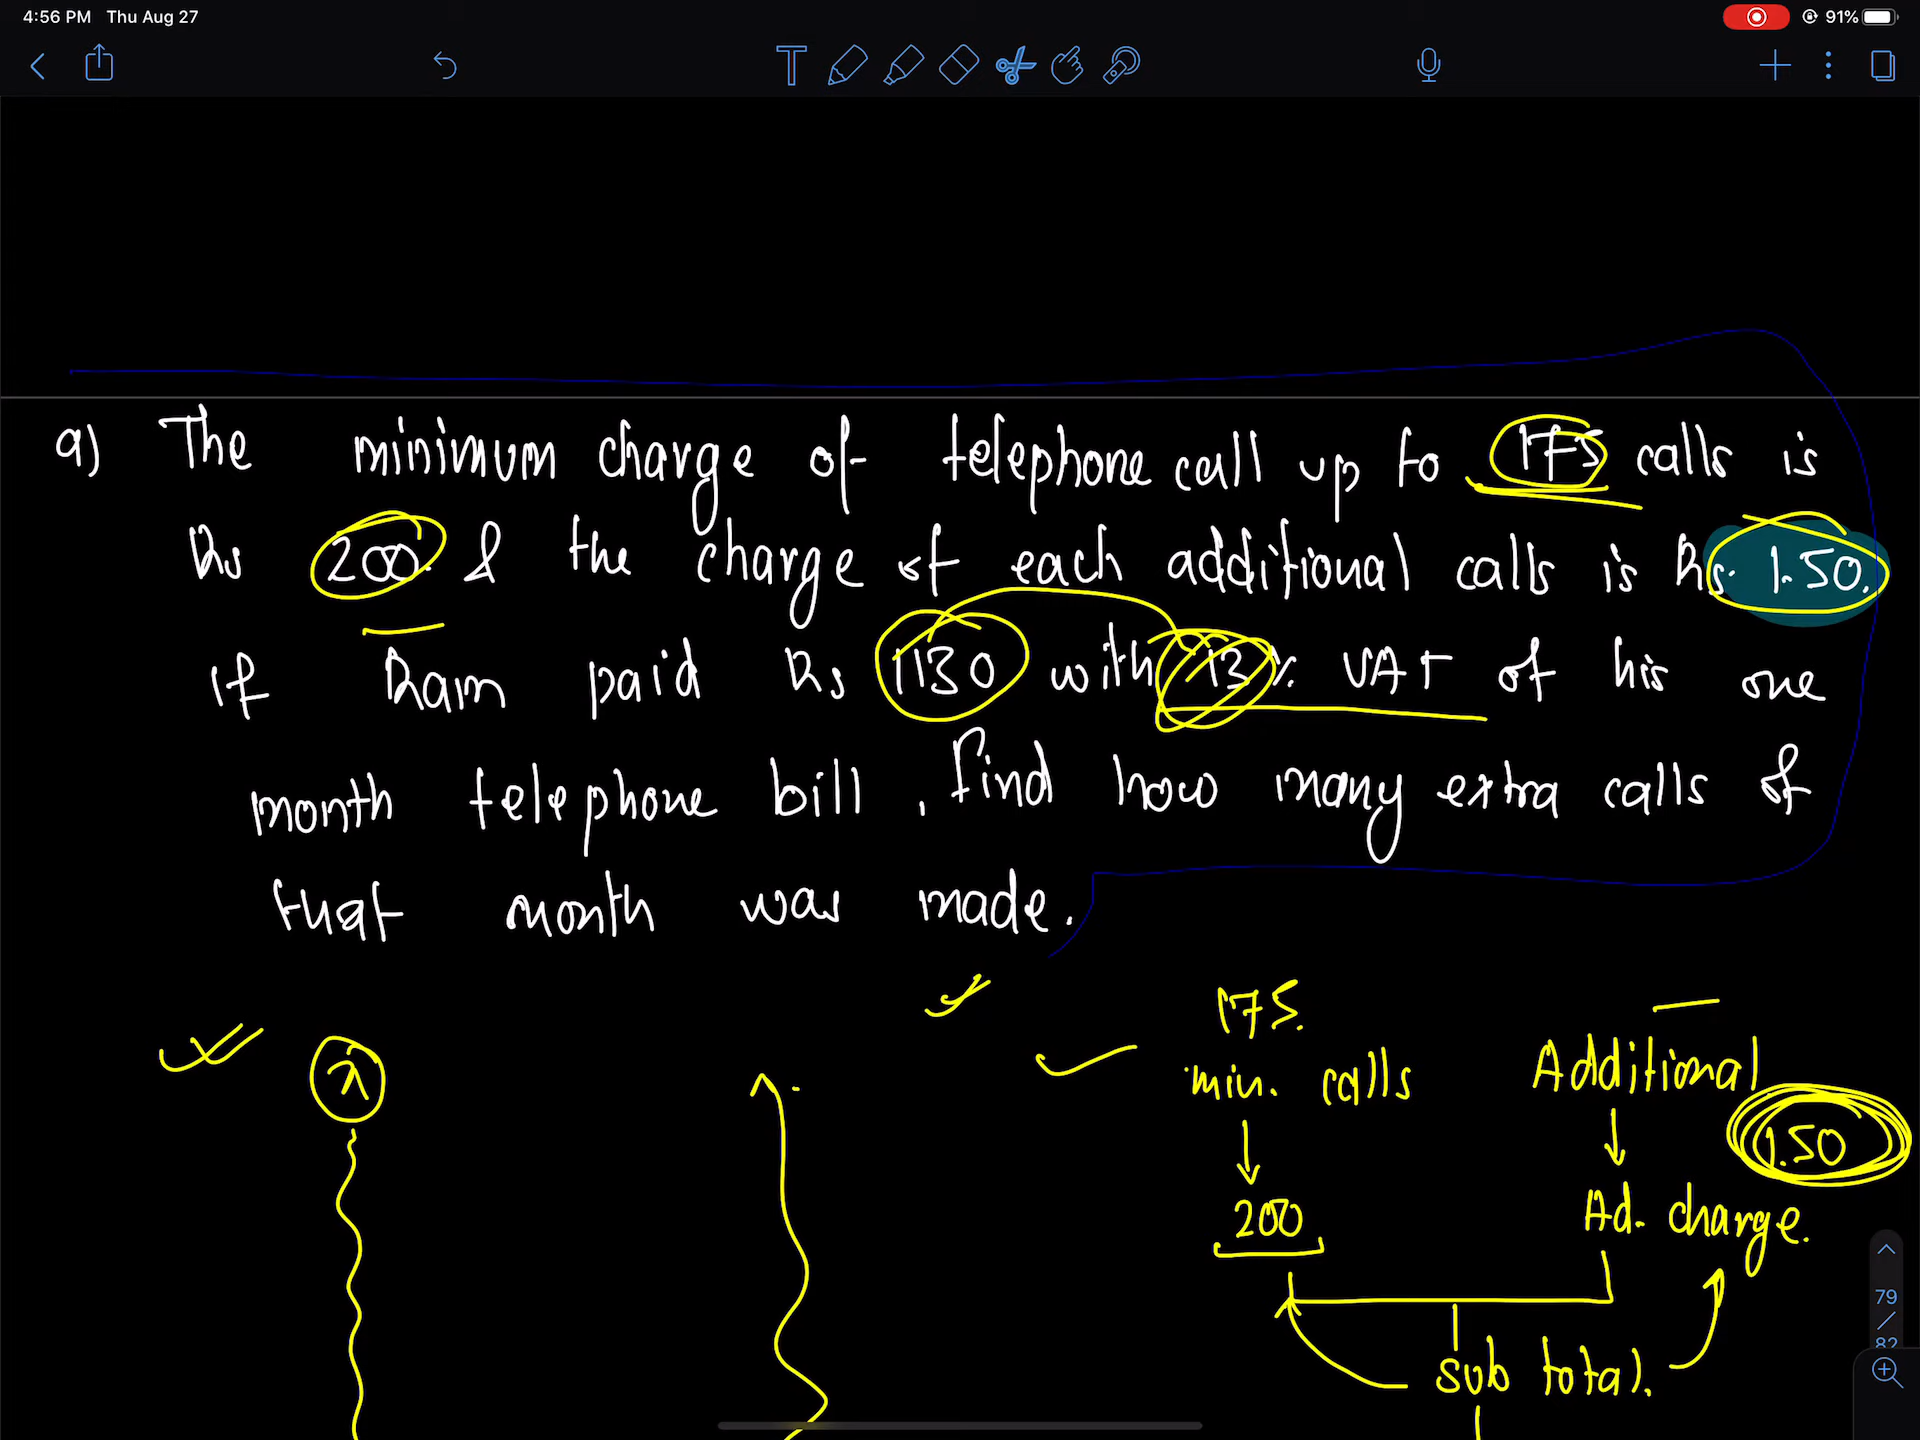 4:56 PM Thu Aug 27
91%
T
a) The minimum charge of telephone call up to 175 calls is
Rs 200 & the charge of each additional calls is Rs. 1.50.
if Ram paid Rs 1130 with 13% VAT of his one
month telephone bill, find how many extra calls of
that month was made.
175.
min. calls
Additional
1.50
200
Ad. charge.
sub total.
79
/
82